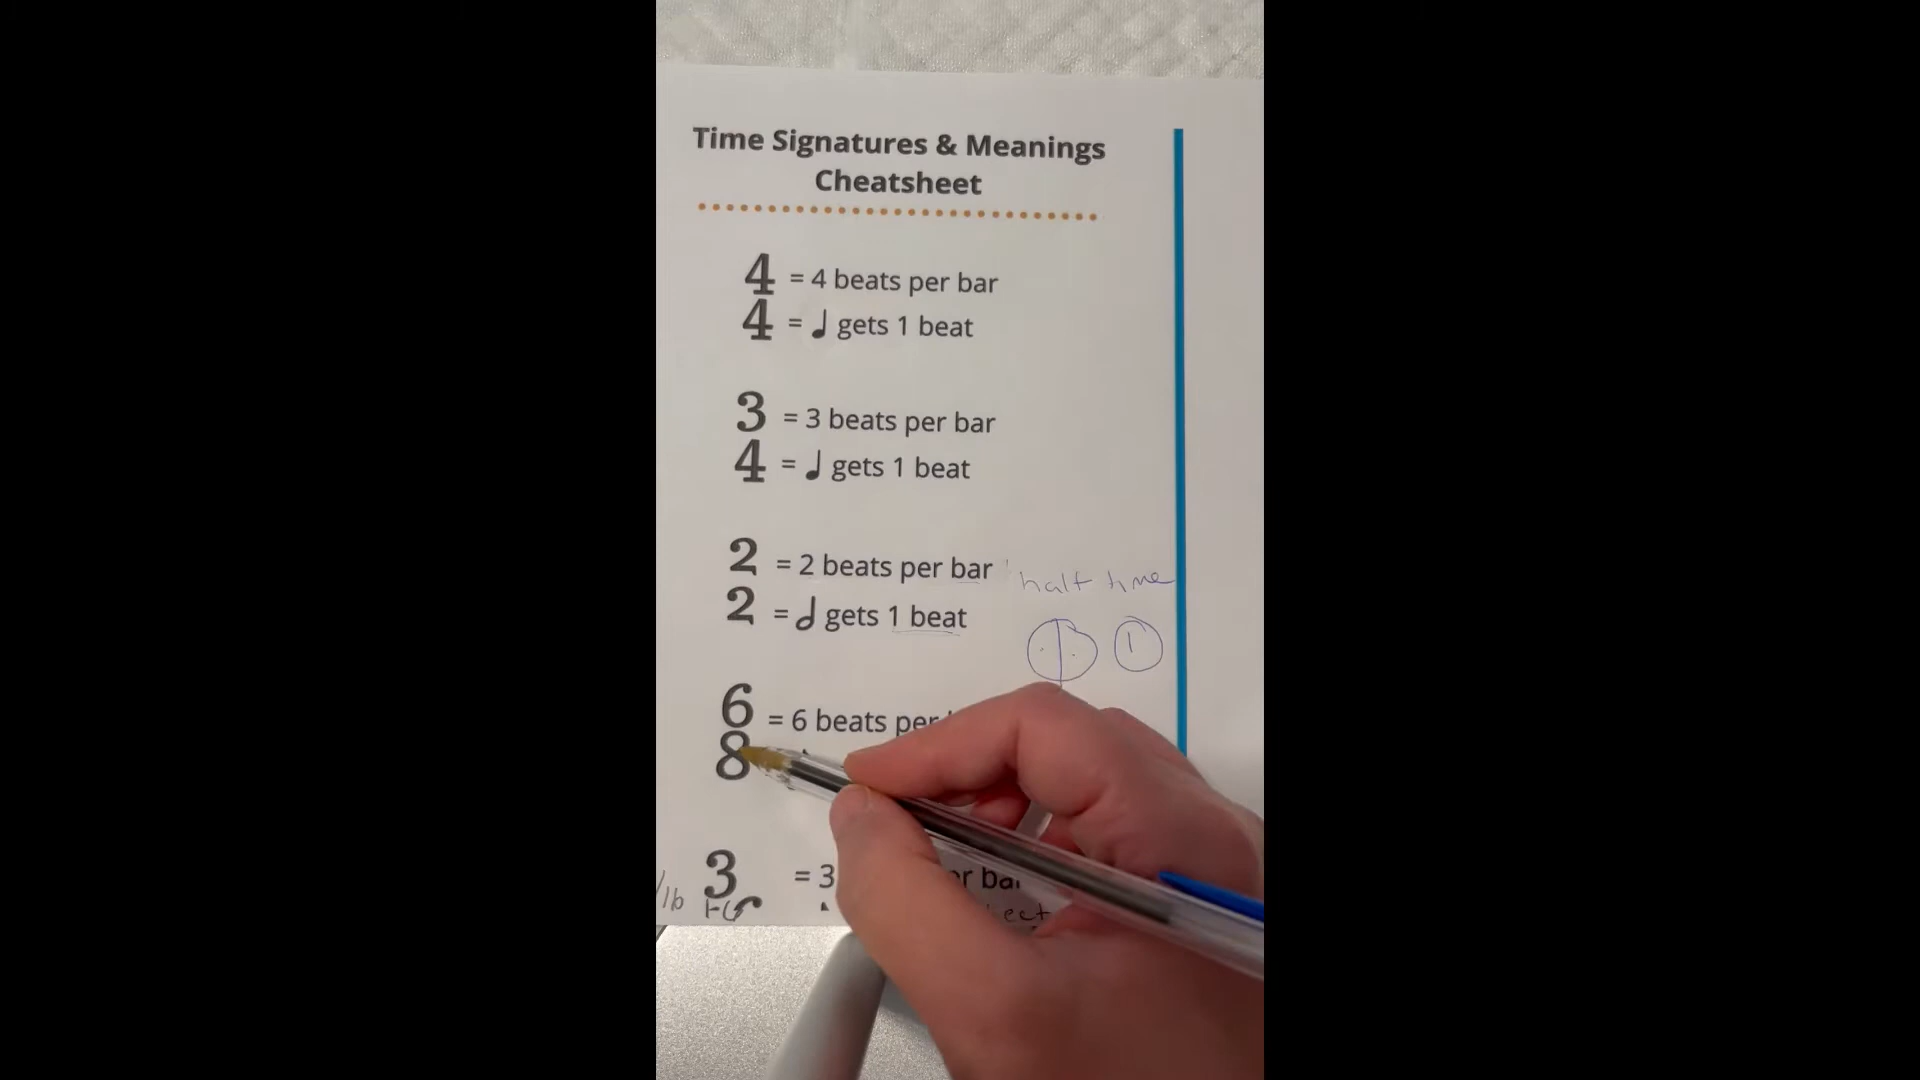 Time Signatures & Meanings
Cheatsheet
4 = 4 beats per bar
4 = ♩ gets 1 beat
3 = 3 beats per bar
4 = ♩ gets 1 beat
2 = 2 beats per bar half time
2 = 𝅗𝅥 gets 1 beat
6 = 6 beats per
8
3 = 3